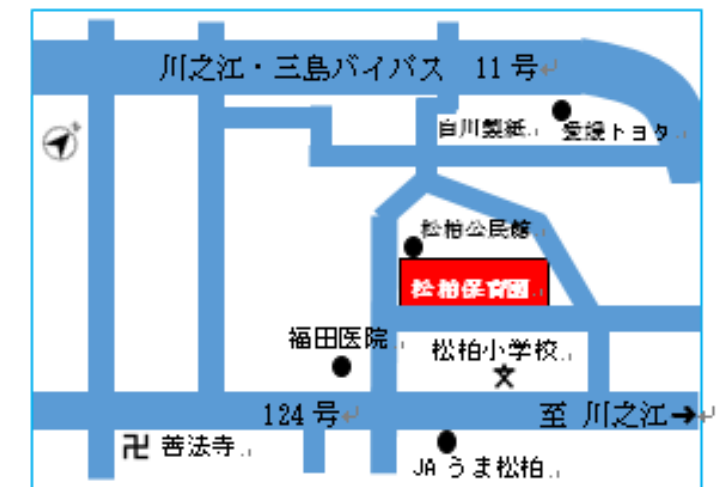 川之江・三島バイパス 11号
白川製紙
愛媛トヨタ
松柏公民館
松柏保育園
福田医院
松柏小学校
文
124号
至 川之江➔
卍 善法寺
JA うま松柏